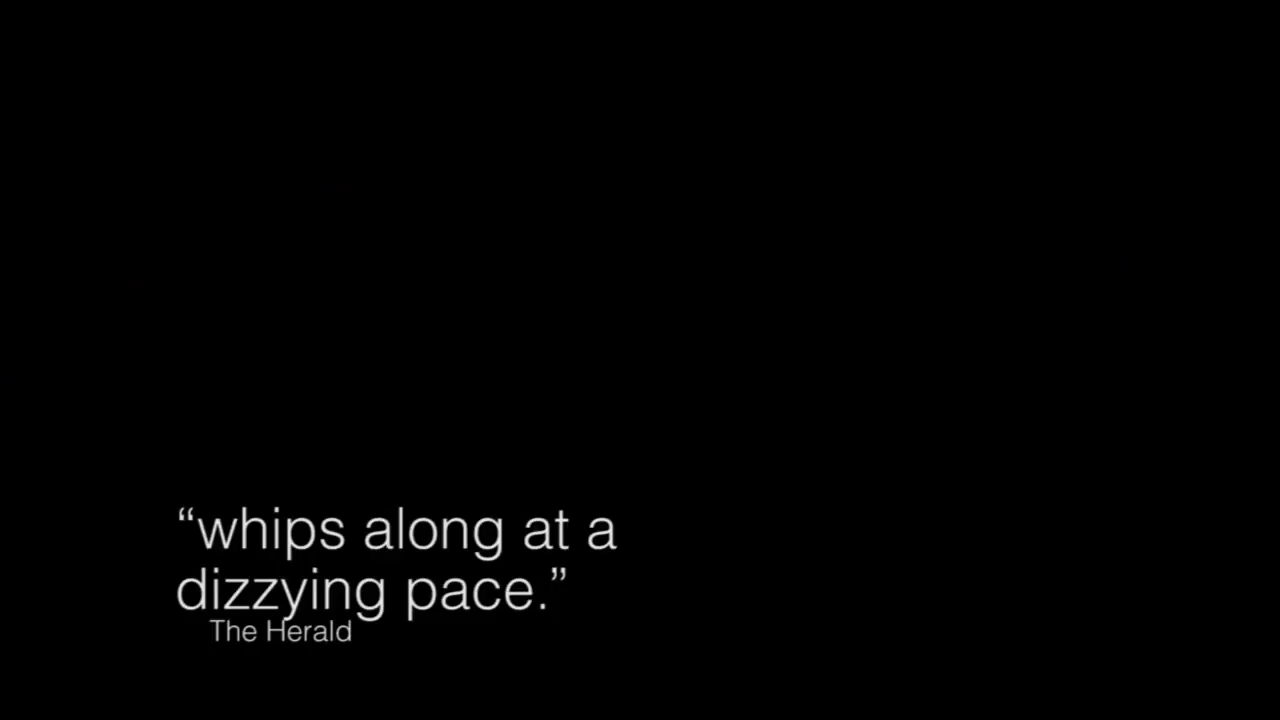 “whips along at a
dizzying pace.”
The Herald